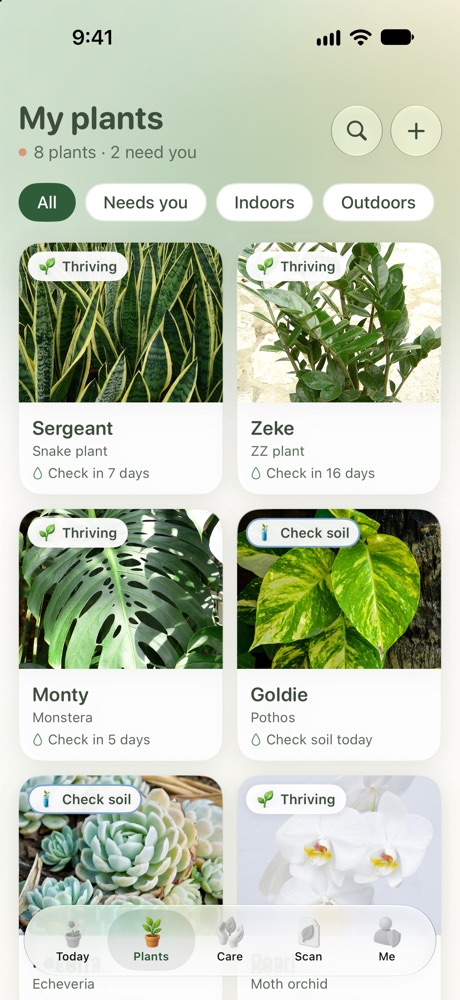 9:41
My plants
8 plants · 2 need you
All
Needs you
Indoors
Outdoors
Thriving
Thriving
Sergeant
Snake plant
Check in 7 days
Zeke
ZZ plant
Check in 16 days
Thriving
Check soil
Monty
Monstera
Check in 5 days
Goldie
Pothos
Check soil today
Check soil
Thriving
Today
Plants
Care
Scan
Me
Echeveria
Moth orchid